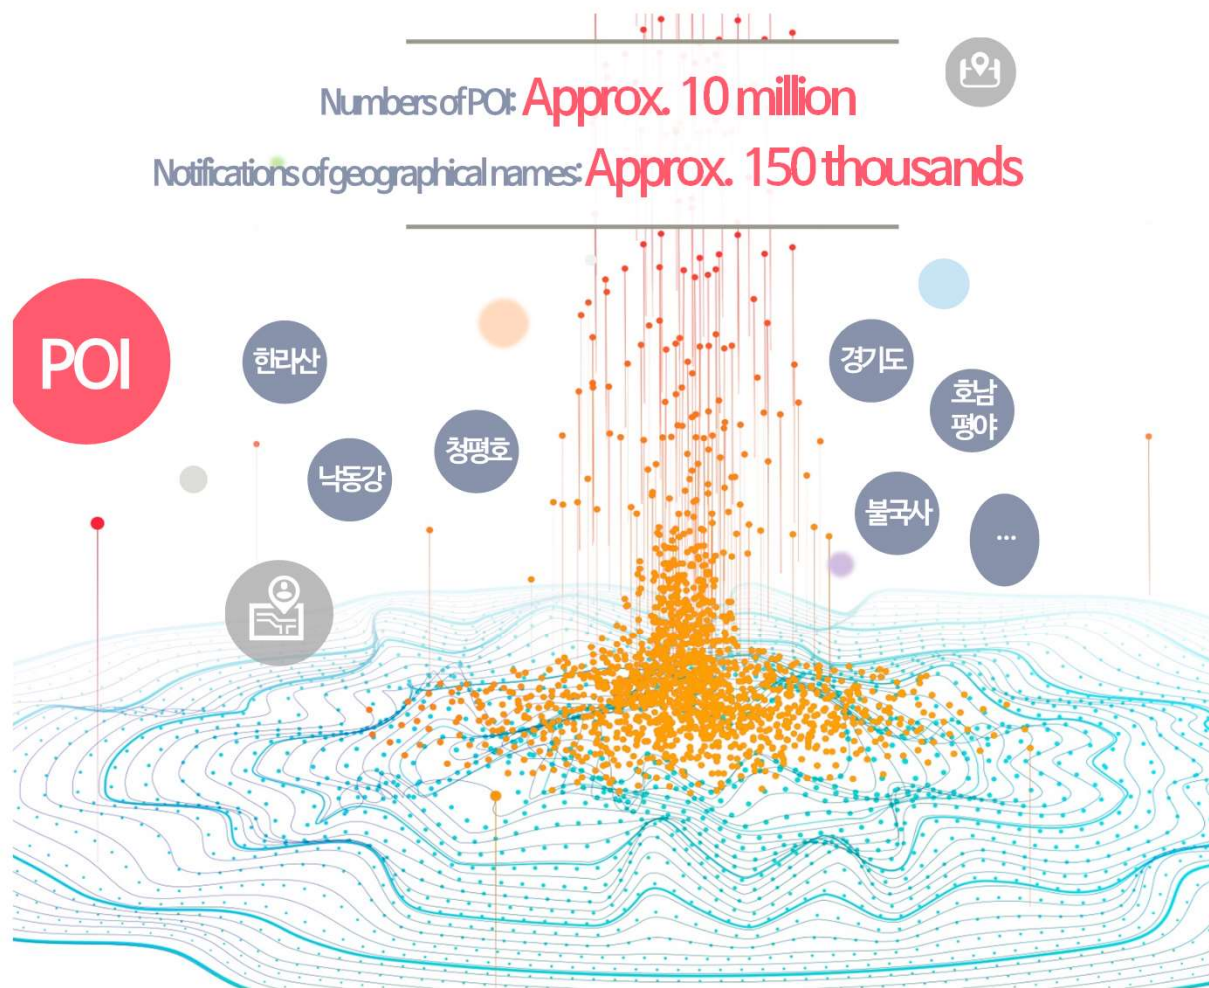 Numbers of POI: Approx. 10 million
Notifications of geographical names: Approx. 150 thousands
POI
한라산
낙동강
청평호
경기도
호남
평야
불국사
...